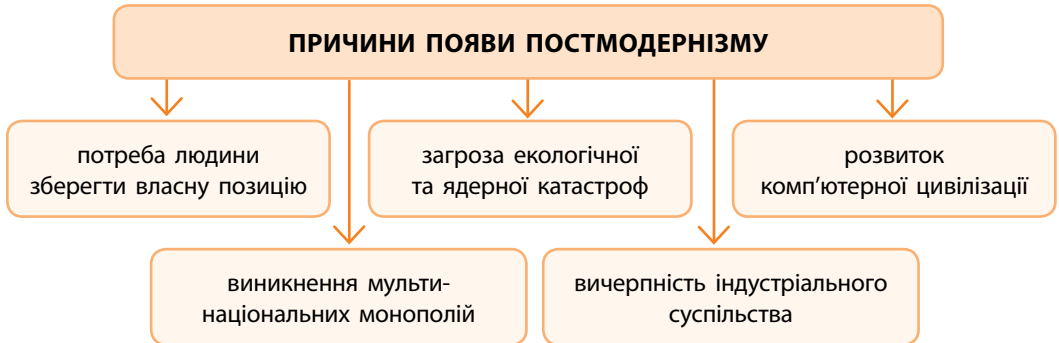 ПРИЧИНИ ПОЯВИ ПОСТМОДЕРНІЗМУ
потреба людини
зберегти власну позицію
загроза екологічної
та ядерної катастроф
розвиток
комп’ютерної цивілізації
виникнення мульти-
національних монополій
вичерпність індустріального
суспільства